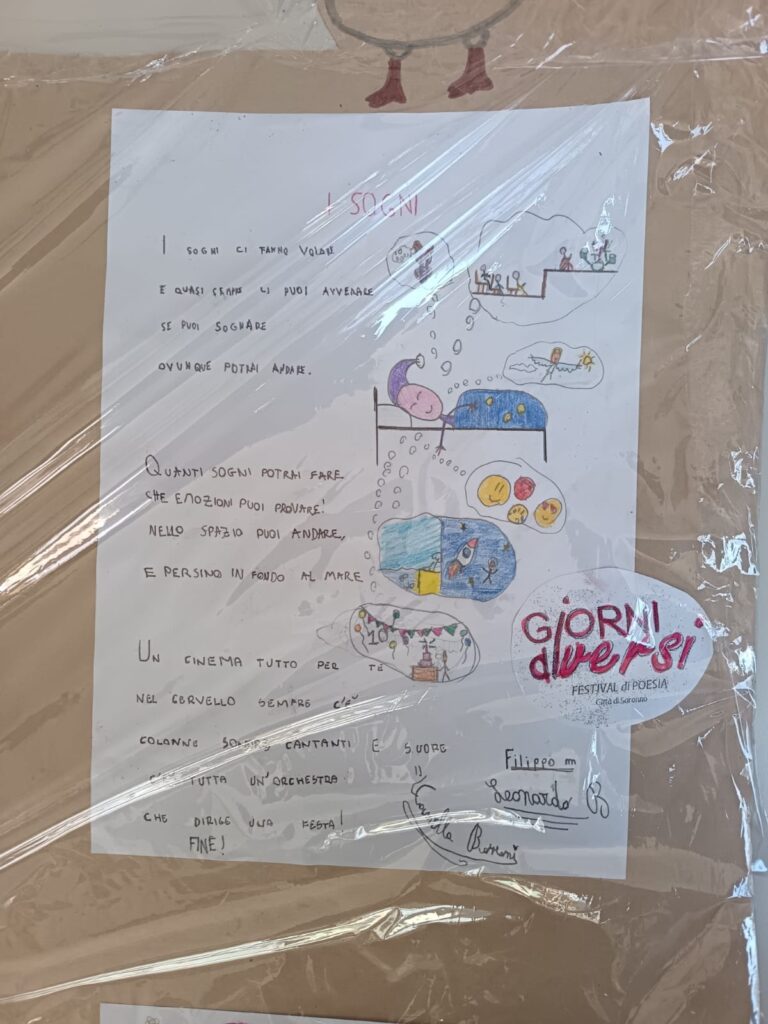 I SOGNI
I SOGNI CI FANNO VOLARE
E QUASI SEMPRE LI PUOI AVVERARE
SE PUOI SOGNARE
OVUNQUE POTRAI ANDARE.
QUANTI SOGNI POTRAI FARE
CHE EMOZIONI PUOI PROVARE!
NELLO SPAZIO PUOI ANDARE,
E PERSINO IN FONDO AL MARE
10
UN CINEMA TUTTO PER TE
NEL CERVELLO SEMPRE C'È
COLONNE SONORE CANTANTI E
C'È TUTTA UN'ORCHESTRA
CHE DIRIGE UNA FESTA!
FINE!
Filippo m
Leonardo B
Camilla
GIORNI diversi
FESTIVAL di POESIA
Città di Saronno